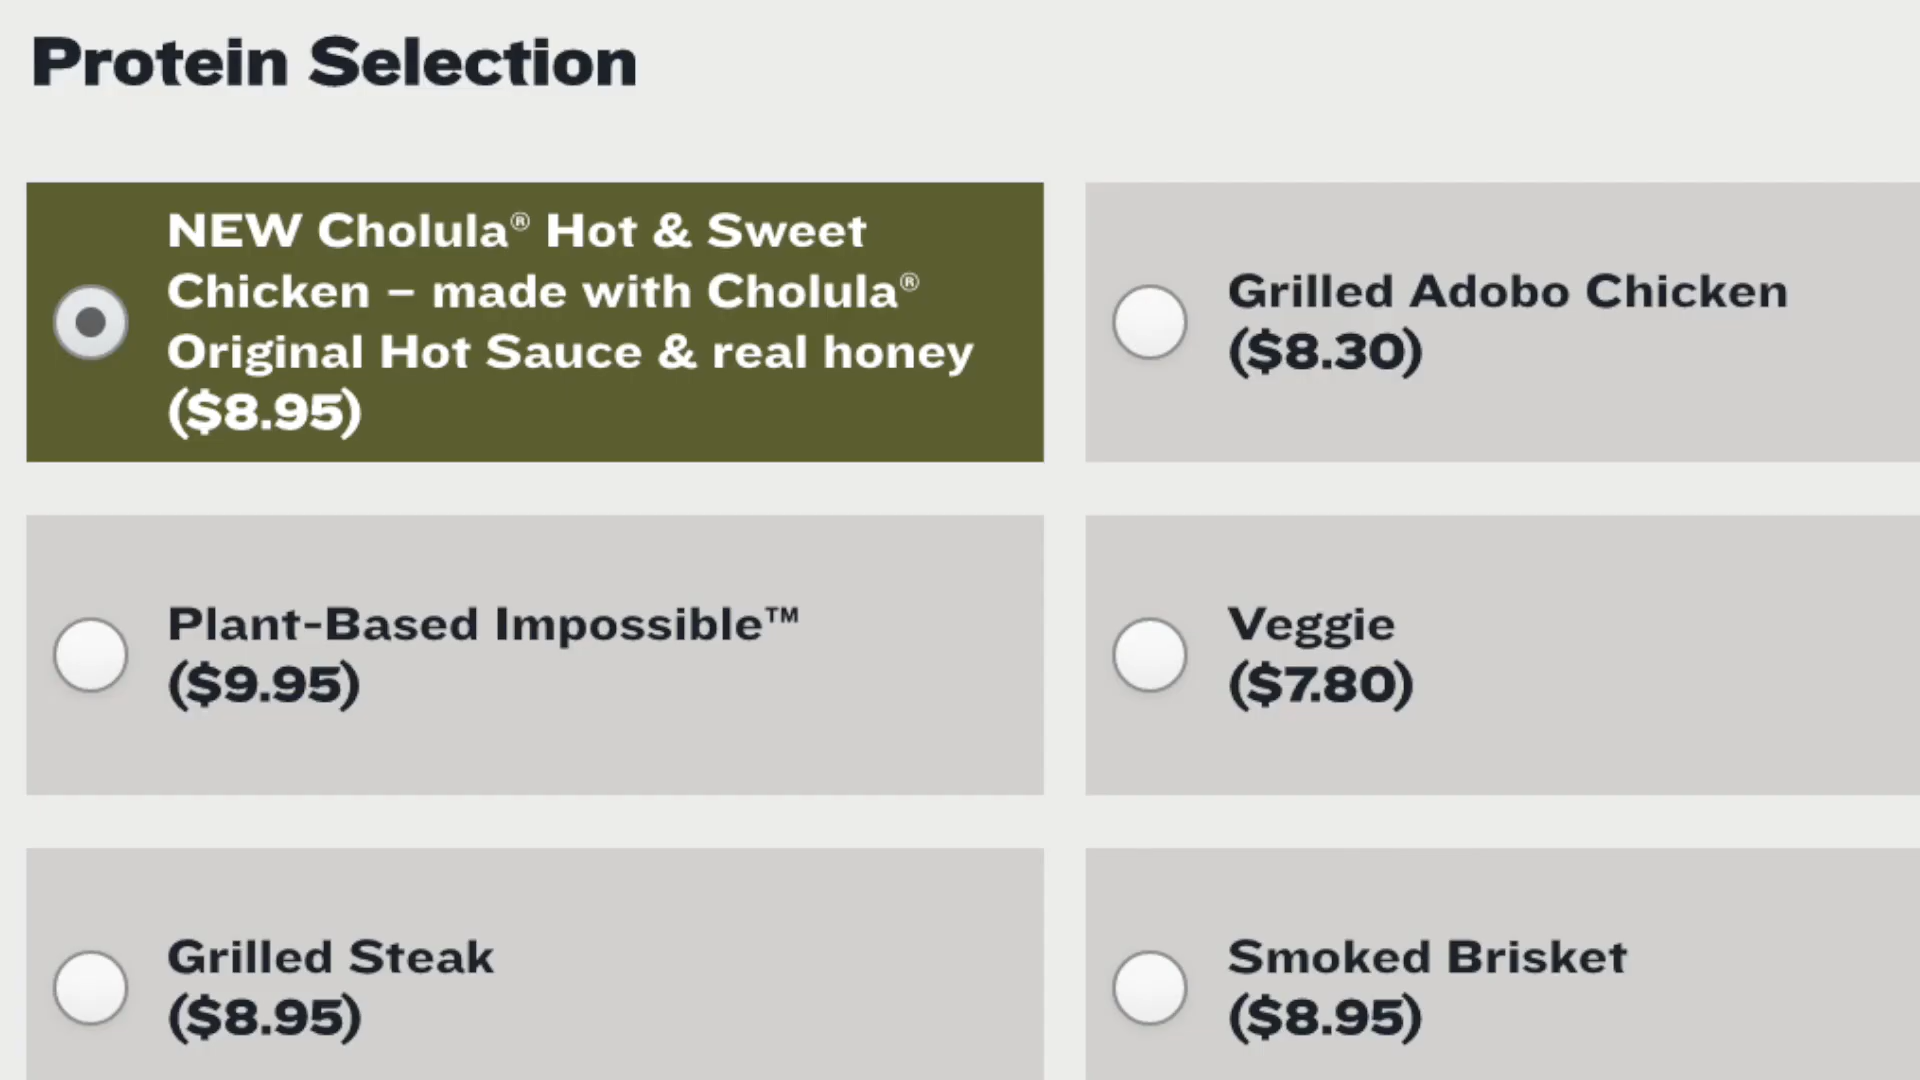 Protein Selection
NEW Cholula® Hot & Sweet
Chicken – made with Cholula®
Original Hot Sauce & real honey
($8.95)
Grilled Adobo Chicken
($8.30)
Plant-Based Impossible™
($9.95)
Veggie
($7.80)
Grilled Steak
($8.95)
Smoked Brisket
($8.95)